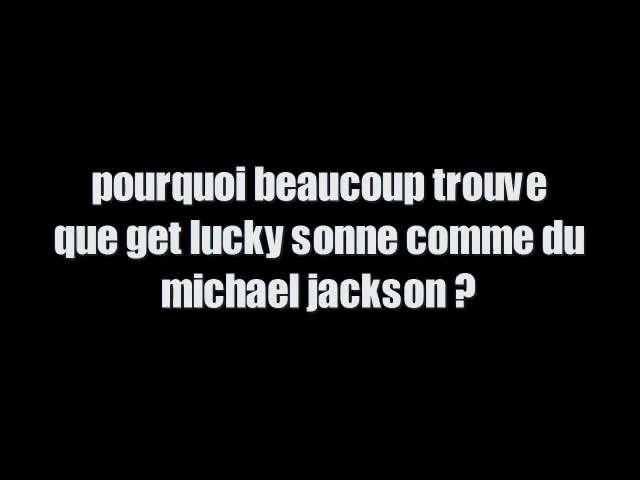 pourquoi beaucoup trouve
que get lucky sonne comme du
michael jackson ?